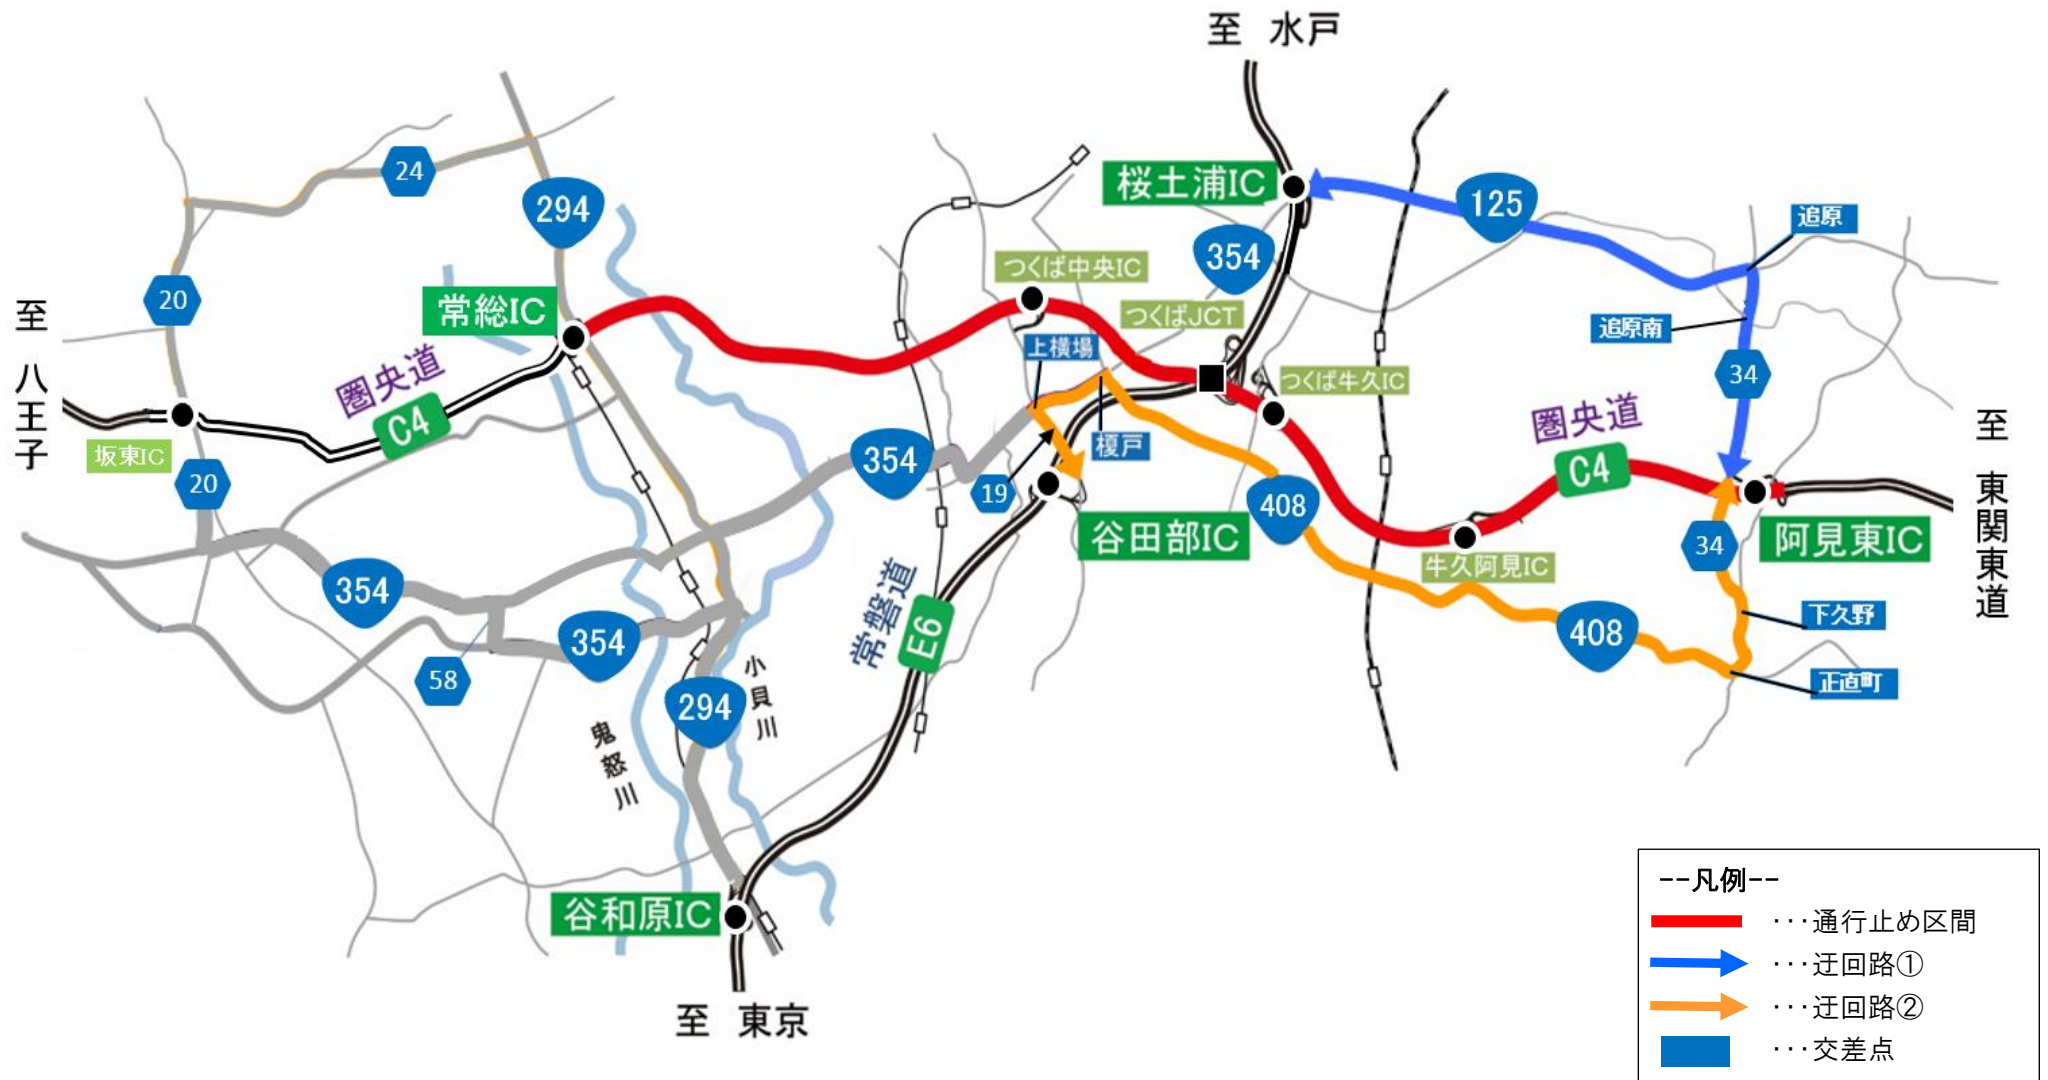 至 水戸
24
294
桜土浦IC
125
追原
354
つくば中央IC
20
常総IC
つくばJCT
追原南
至 八王子
上横場
つくば牛久IC
34
圏央道
C4
圏央道
C4
至 東関東道
坂東IC
榎戸
354
20
19
408
谷田部IC
阿見東IC
34
牛久阿見IC
354
常磐道
E6
下久野
354
408
58
小貝川
正直町
294
鬼怒川
谷和原IC
至 東京
--凡例--
・・・通行止め区間
・・・迂回路①
・・・迂回路②
・・・交差点